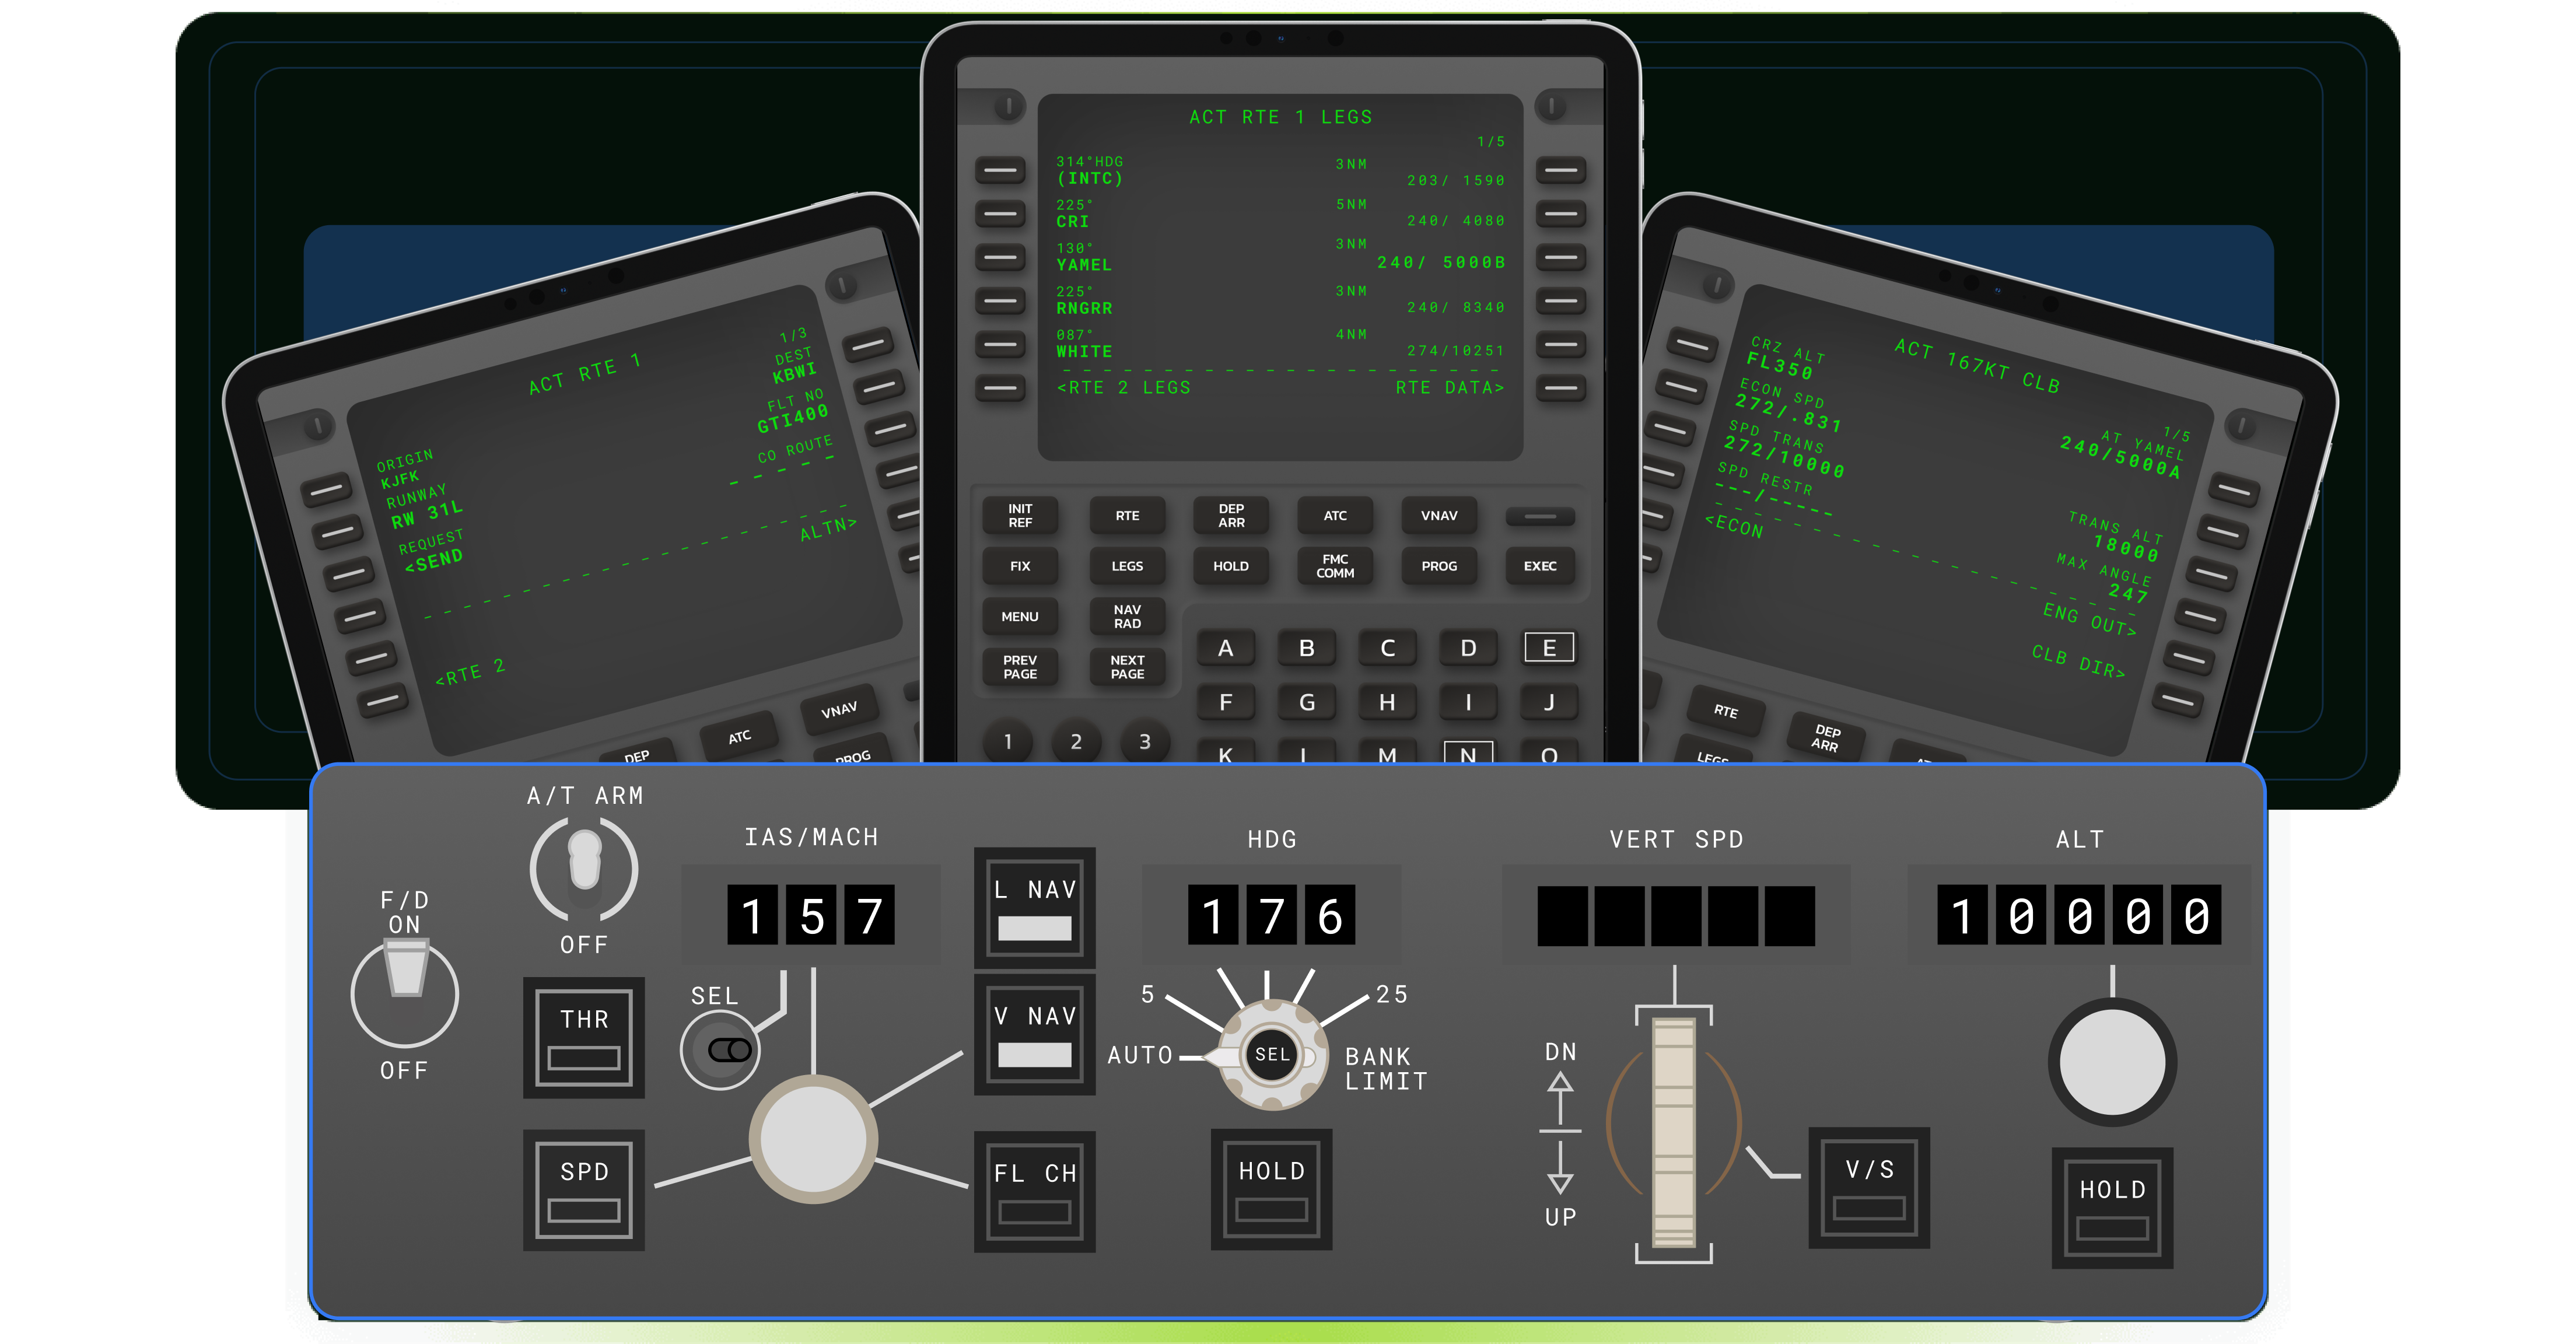 ACT RTE 1
1/3
DEST
KBWI
FLT NO
GTI400
CO ROUTE
- - - - -
ORIGIN
KJFK
RUNWAY
RW 31L
REQUEST
<SEND
ALTN>
<RTE 2
DEP
ATC
VNAV
PROG
ACT RTE 1 LEGS
1/5
314°HDG 3NM
(INTC) 203/ 1590
225° 5NM
CRI 240/ 4080
130° 3NM
YAMEL 240/ 5000B
225° 3NM
RNGRR 240/ 8340
087° 4NM
WHITE 274/10251
<RTE 2 LEGS RTE DATA>
INIT REF RTE DEP ARR ATC VNAV
FIX LEGS HOLD FMC COMM PROG EXEC
MENU NAV RAD
PREV PAGE NEXT PAGE
A B C D E
F G H I J
1 2 3
K L M N O
ACT 167KT CLB
1/5
CRZ ALT
FL350
AT YAMEL
240/5000A
ECON SPD
272/.831
SPD TRANS
272/10000
TRANS ALT
18000
SPD RESTR
---/-----
MAX ANGLE
247
<ECON
ENG OUT>
CLB DIR>
RTE
DEP
ARR
LEGS
F/D
ON
OFF
A/T ARM
OFF
THR
SPD
IAS/MACH
157
SEL
L NAV
V NAV
FL CH
HDG
176
5
25
AUTO
SEL
BANK
LIMIT
HOLD
VERT SPD
DN
UP
V/S
ALT
10000
HOLD